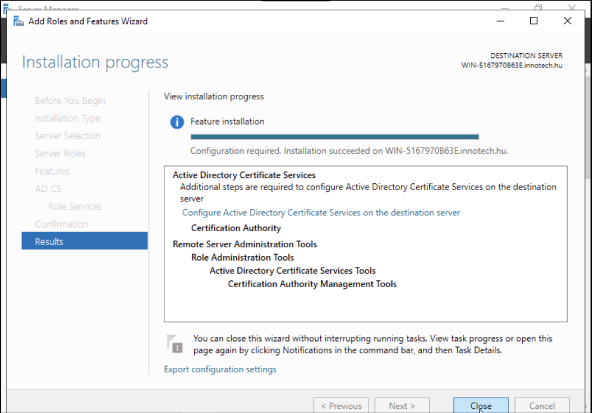 Server Manager
Add Roles and Features Wizard
Installation progress
DESTINATION SERVER
WIN-5167970863E.innotech.hu
Before You Begin
Installation Type
Server Selection
Server Roles
Features
AD CS
Role Services
Confirmation
Results
View installation progress
Feature installation
Configuration required. Installation succeeded on WIN-5167970863E.innotech.hu.
Active Directory Certificate Services
Additional steps are required to configure Active Directory Certificate Services on the destination
server
Configure Active Directory Certificate Services on the destination server
Certification Authority
Remote Server Administration Tools
Role Administration Tools
Active Directory Certificate Services Tools
Certification Authority Management Tools
1
You can close this wizard without interrupting running tasks. View task progress or open this
page again by clicking Notifications in the command bar, and then Task Details.
Export configuration settings
< Previous
Next >
Close
Cancel